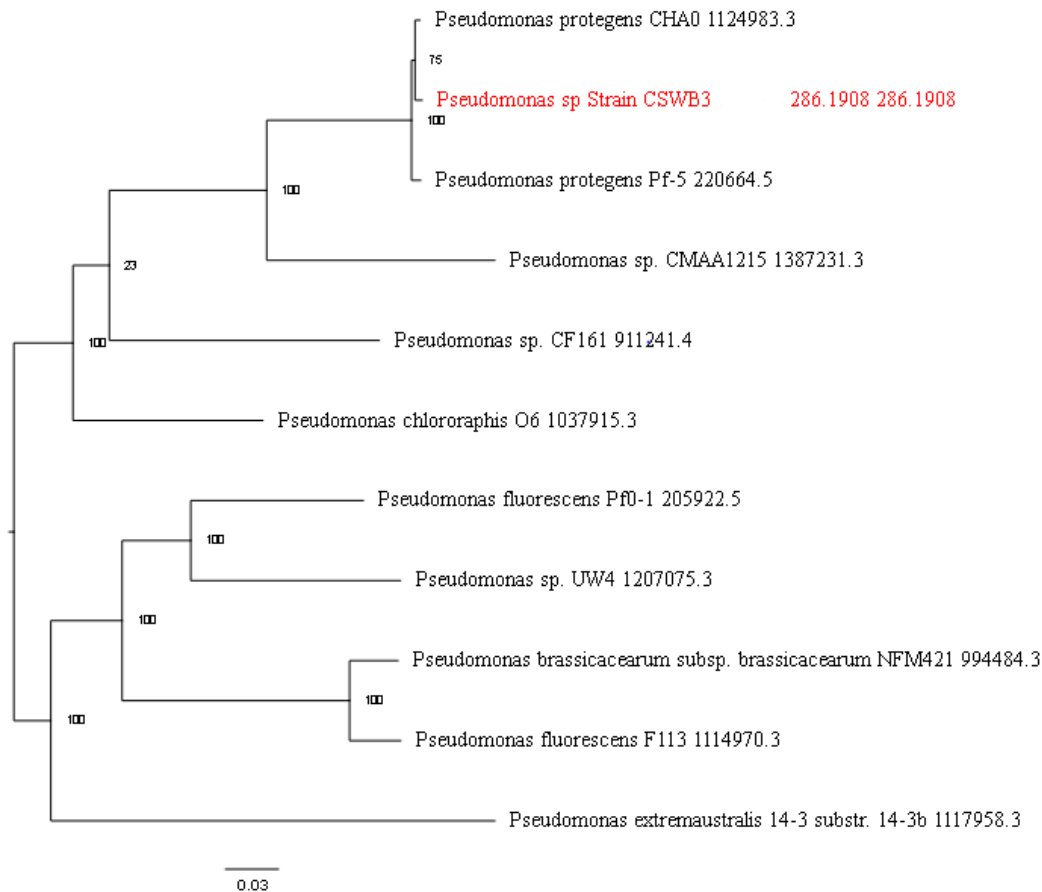 Pseudomonas protegens CHA0 1124983.3
75
Pseudomonas sp Strain CSWB3 286.1908 286.1908
100
Pseudomonas protegens Pf-5 220664.5
100
Pseudomonas sp. CMAA1215 1387231.3
23
Pseudomonas sp. CF161 911241.4
100
Pseudomonas chlororaphis O6 1037915.3
Pseudomonas fluorescens Pf0-1 205922.5
100
Pseudomonas sp. UW4 1207075.3
100
Pseudomonas brassicacearum subsp. brassicacearum NFM421 994484.3
100
100
Pseudomonas fluorescens F113 1114970.3
Pseudomonas extremaustralis 14-3 substr. 14-3b 1117958.3
0.03